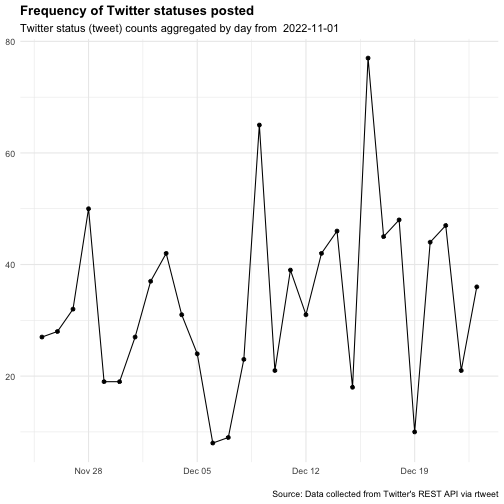 Frequency of Twitter statuses posted
Twitter status (tweet) counts aggregated by day from  2022-11-01
80
60
40
20
Nov 28
Dec 05
Dec 12
Dec 19
Source: Data collected from Twitter's REST API via rtweet